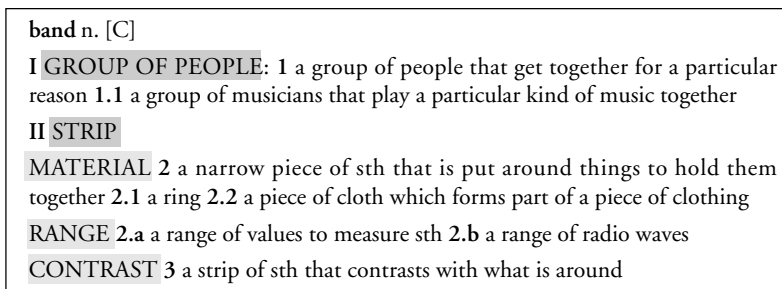 band n. [C]
I GROUP OF PEOPLE: 1 a group of people that get together for a particular
reason 1.1 a group of musicians that play a particular kind of music together
II STRIP
MATERIAL 2 a narrow piece of sth that is put around things to hold them
together 2.1 a ring 2.2 a piece of cloth which forms part of a piece of clothing
RANGE 2.a a range of values to measure sth 2.b a range of radio waves
CONTRAST 3 a strip of sth that contrasts with what is around